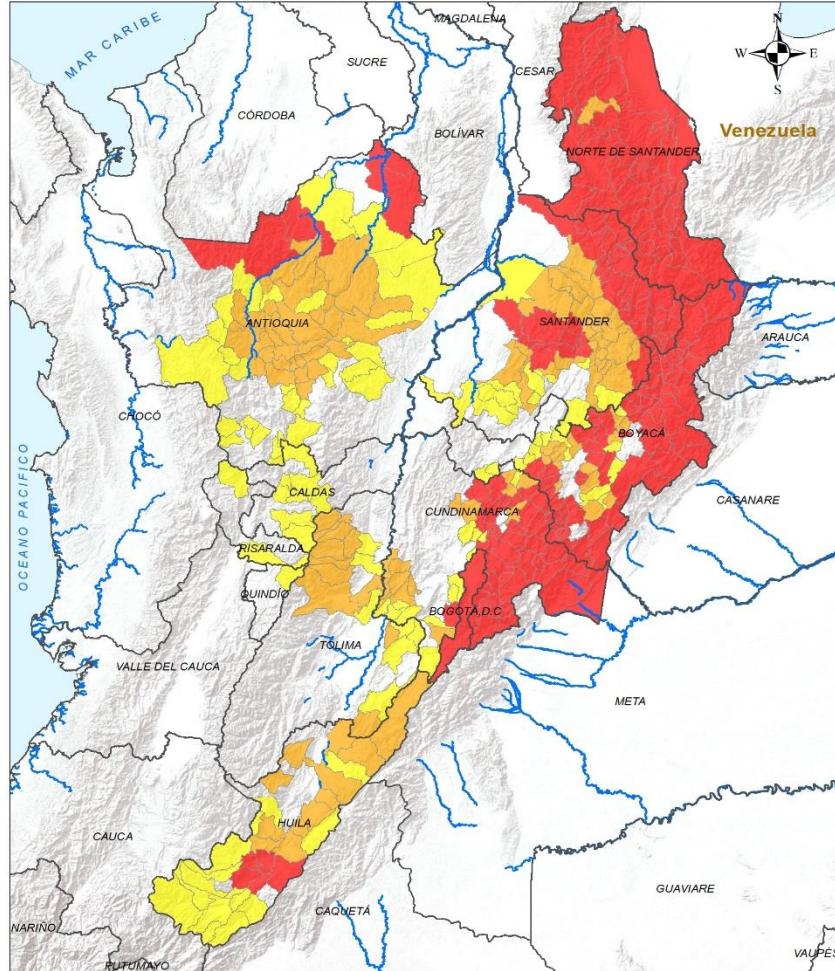 MAGDALENA
MAR CARIBE
N
W E
S
SUCRE
CESAR
CÓRDOBA
BOLÍVAR
Venezuela
NORTE DE SANTANDER
ANTIOQUIA
SANTANDER
ARAUCA
CHOCÓ
BOYACÁ
OCEANO PACIFICO
CALDAS
CASANARE
CUNDINAMARCA
RISARALDA
QUINDÍO
BOGOTÁ, D.C
TOLIMA
VALLE DEL CAUCA
META
HUILA
CAUCA
GUAVIARE
CAQUETÁ
NARIÑO
PUTUMAYO
VAUPÉS